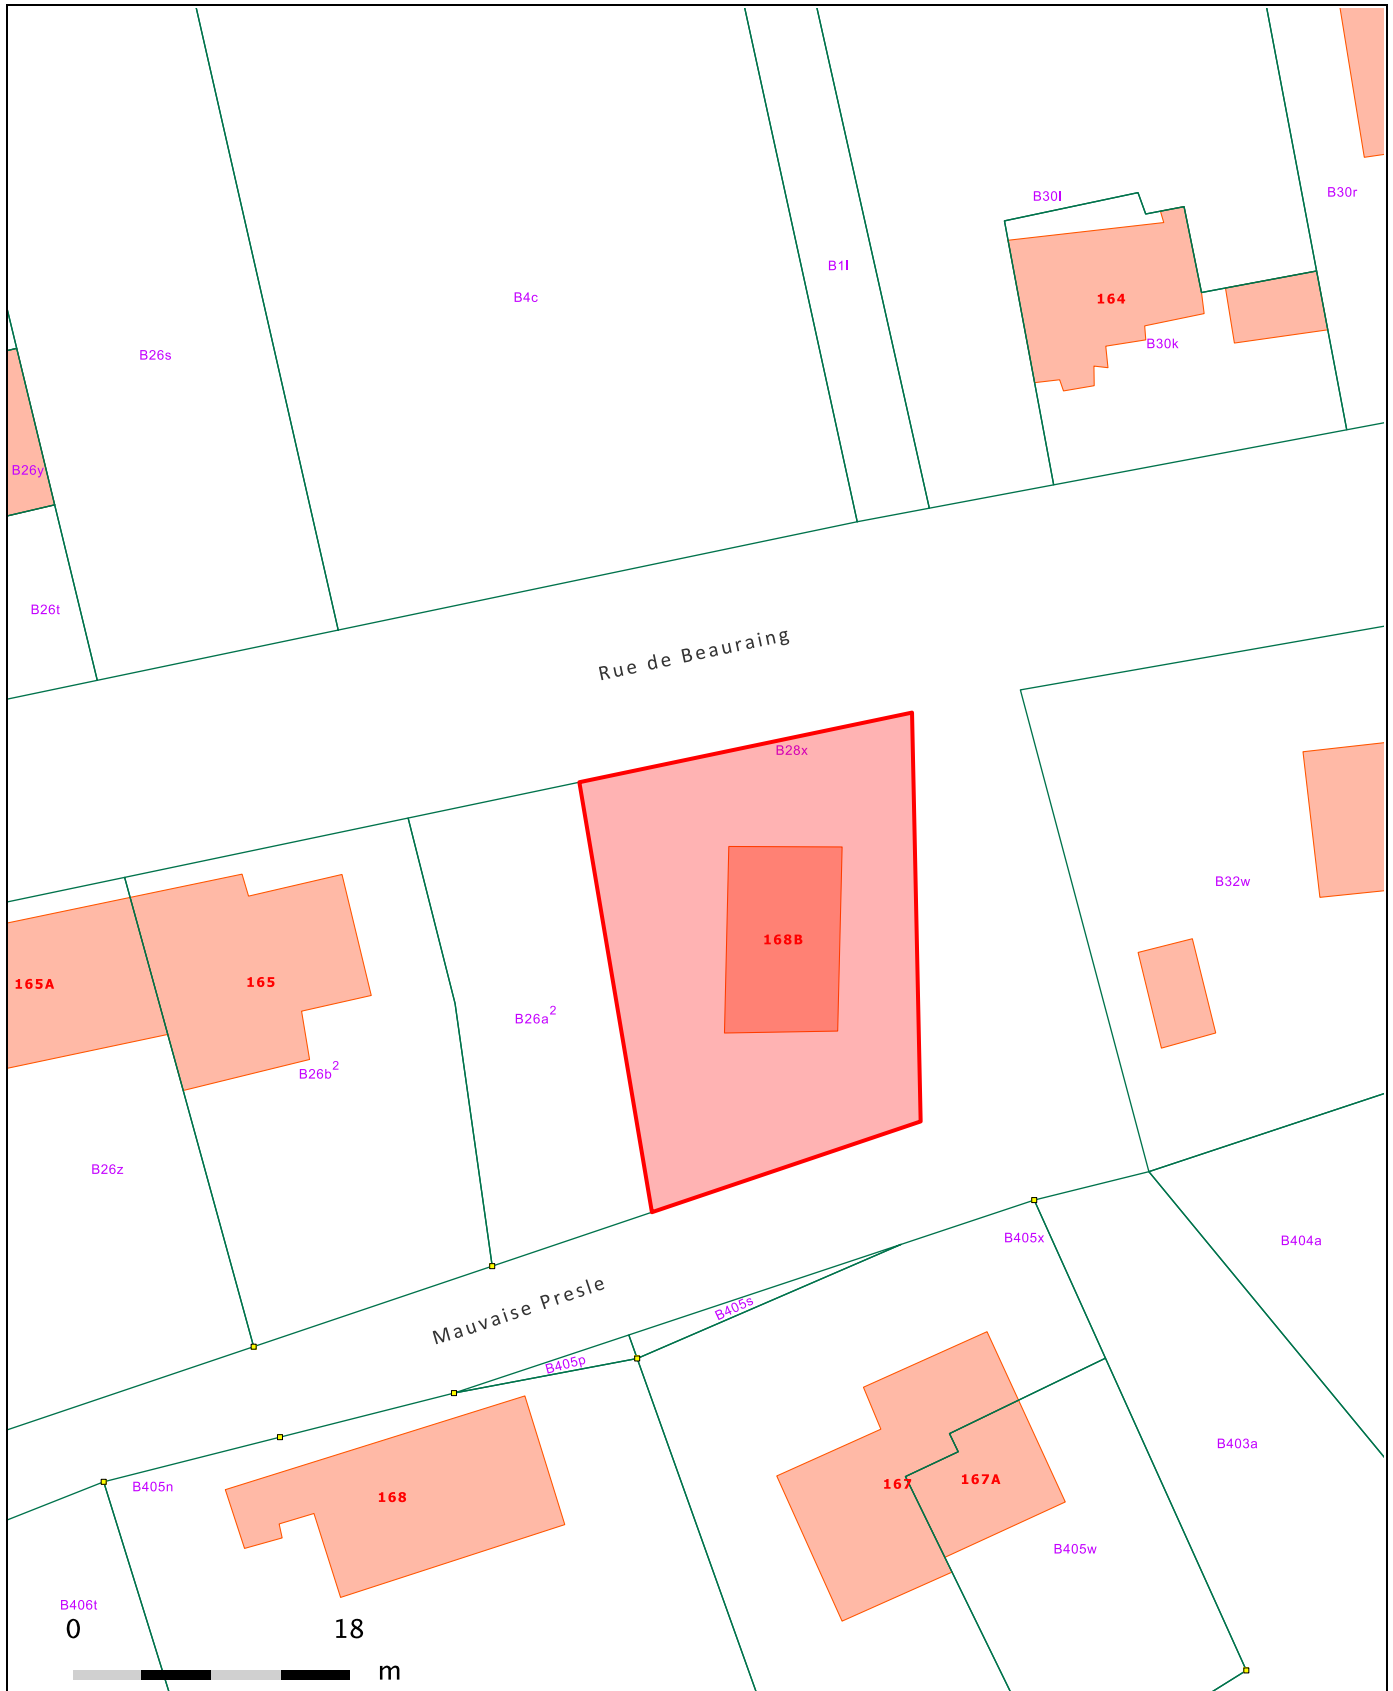 B30l
B30r
B1l
B4c
164
B26s
B30k
B26y
B26t
Rue de Beauraing
B28x
B32w
168B
165A
165
B26a²
B26b²
B26z
B405x
B404a
Mauvaise Presle
B405s
B405p
B403a
B405n
168
167
167A
B405w
B406t
0 18
m